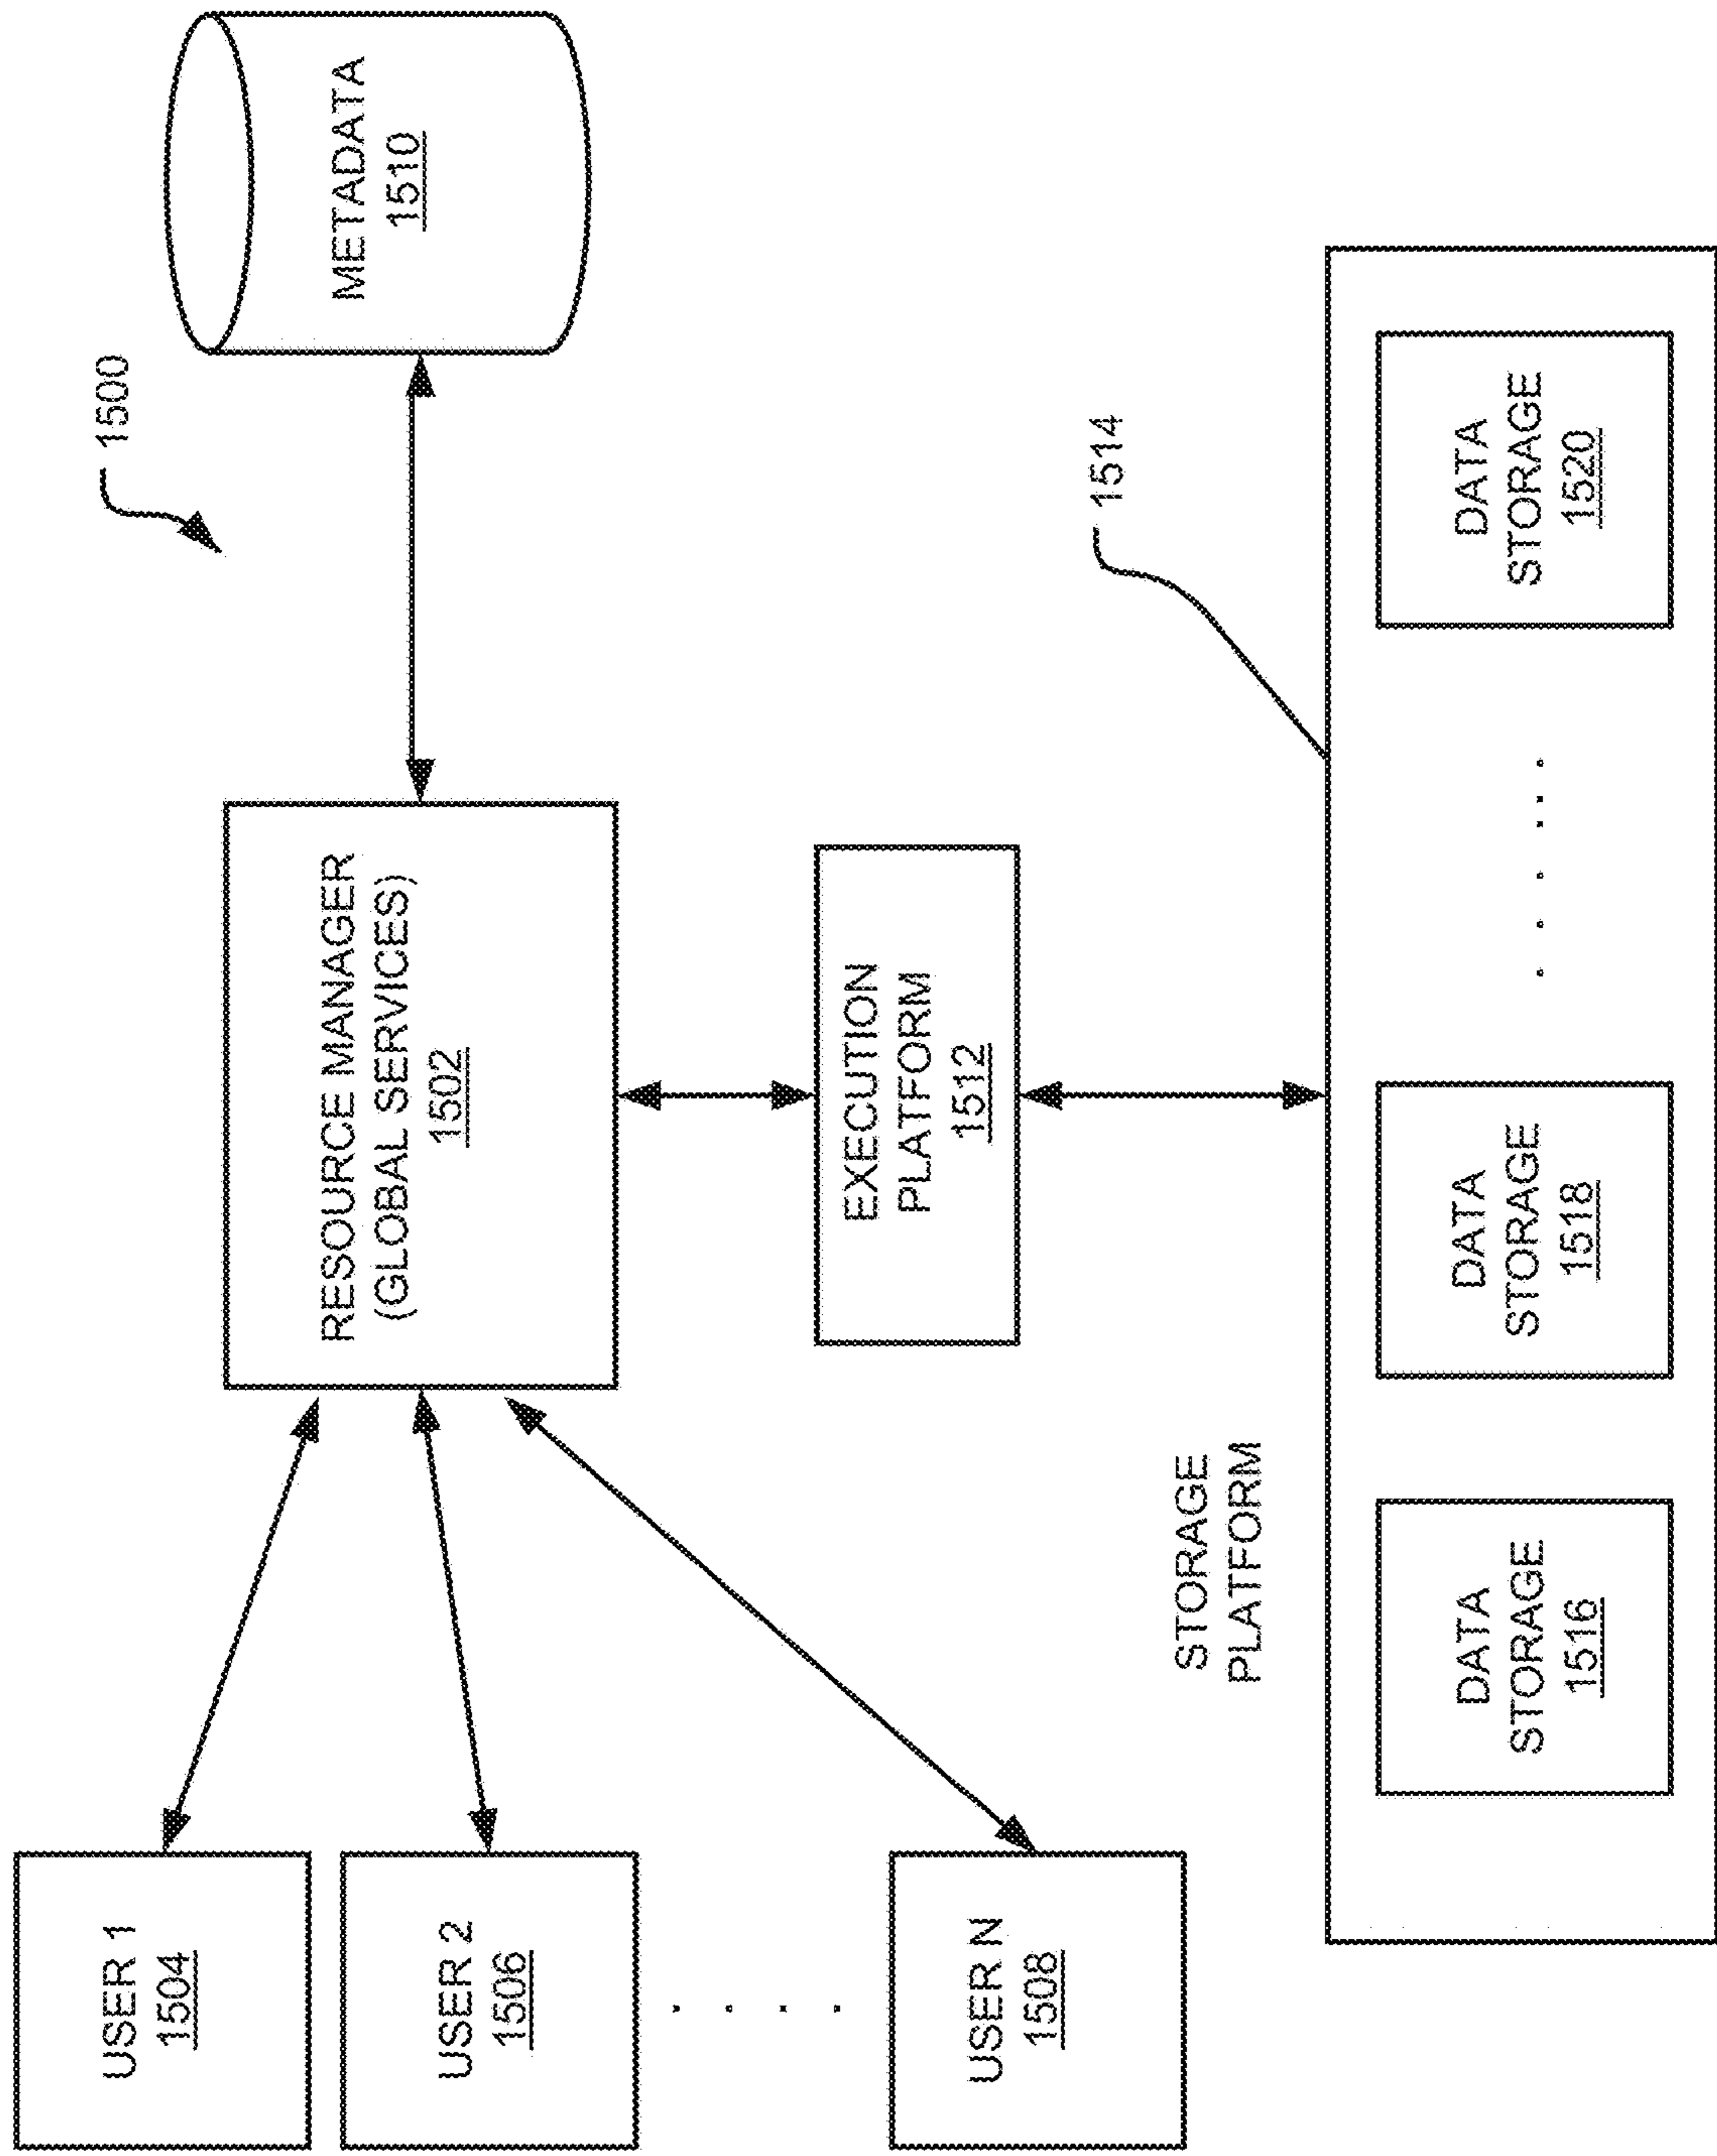 1500
USER 1
1504
USER 2
1506
USER N
1508
RESOURCE MANAGER
(GLOBAL SERVICES)
1502
METADATA
1510
EXECUTION
PLATFORM
1512
1514
STORAGE
PLATFORM
DATA
STORAGE
1516
DATA
STORAGE
1518
DATA
STORAGE
1520